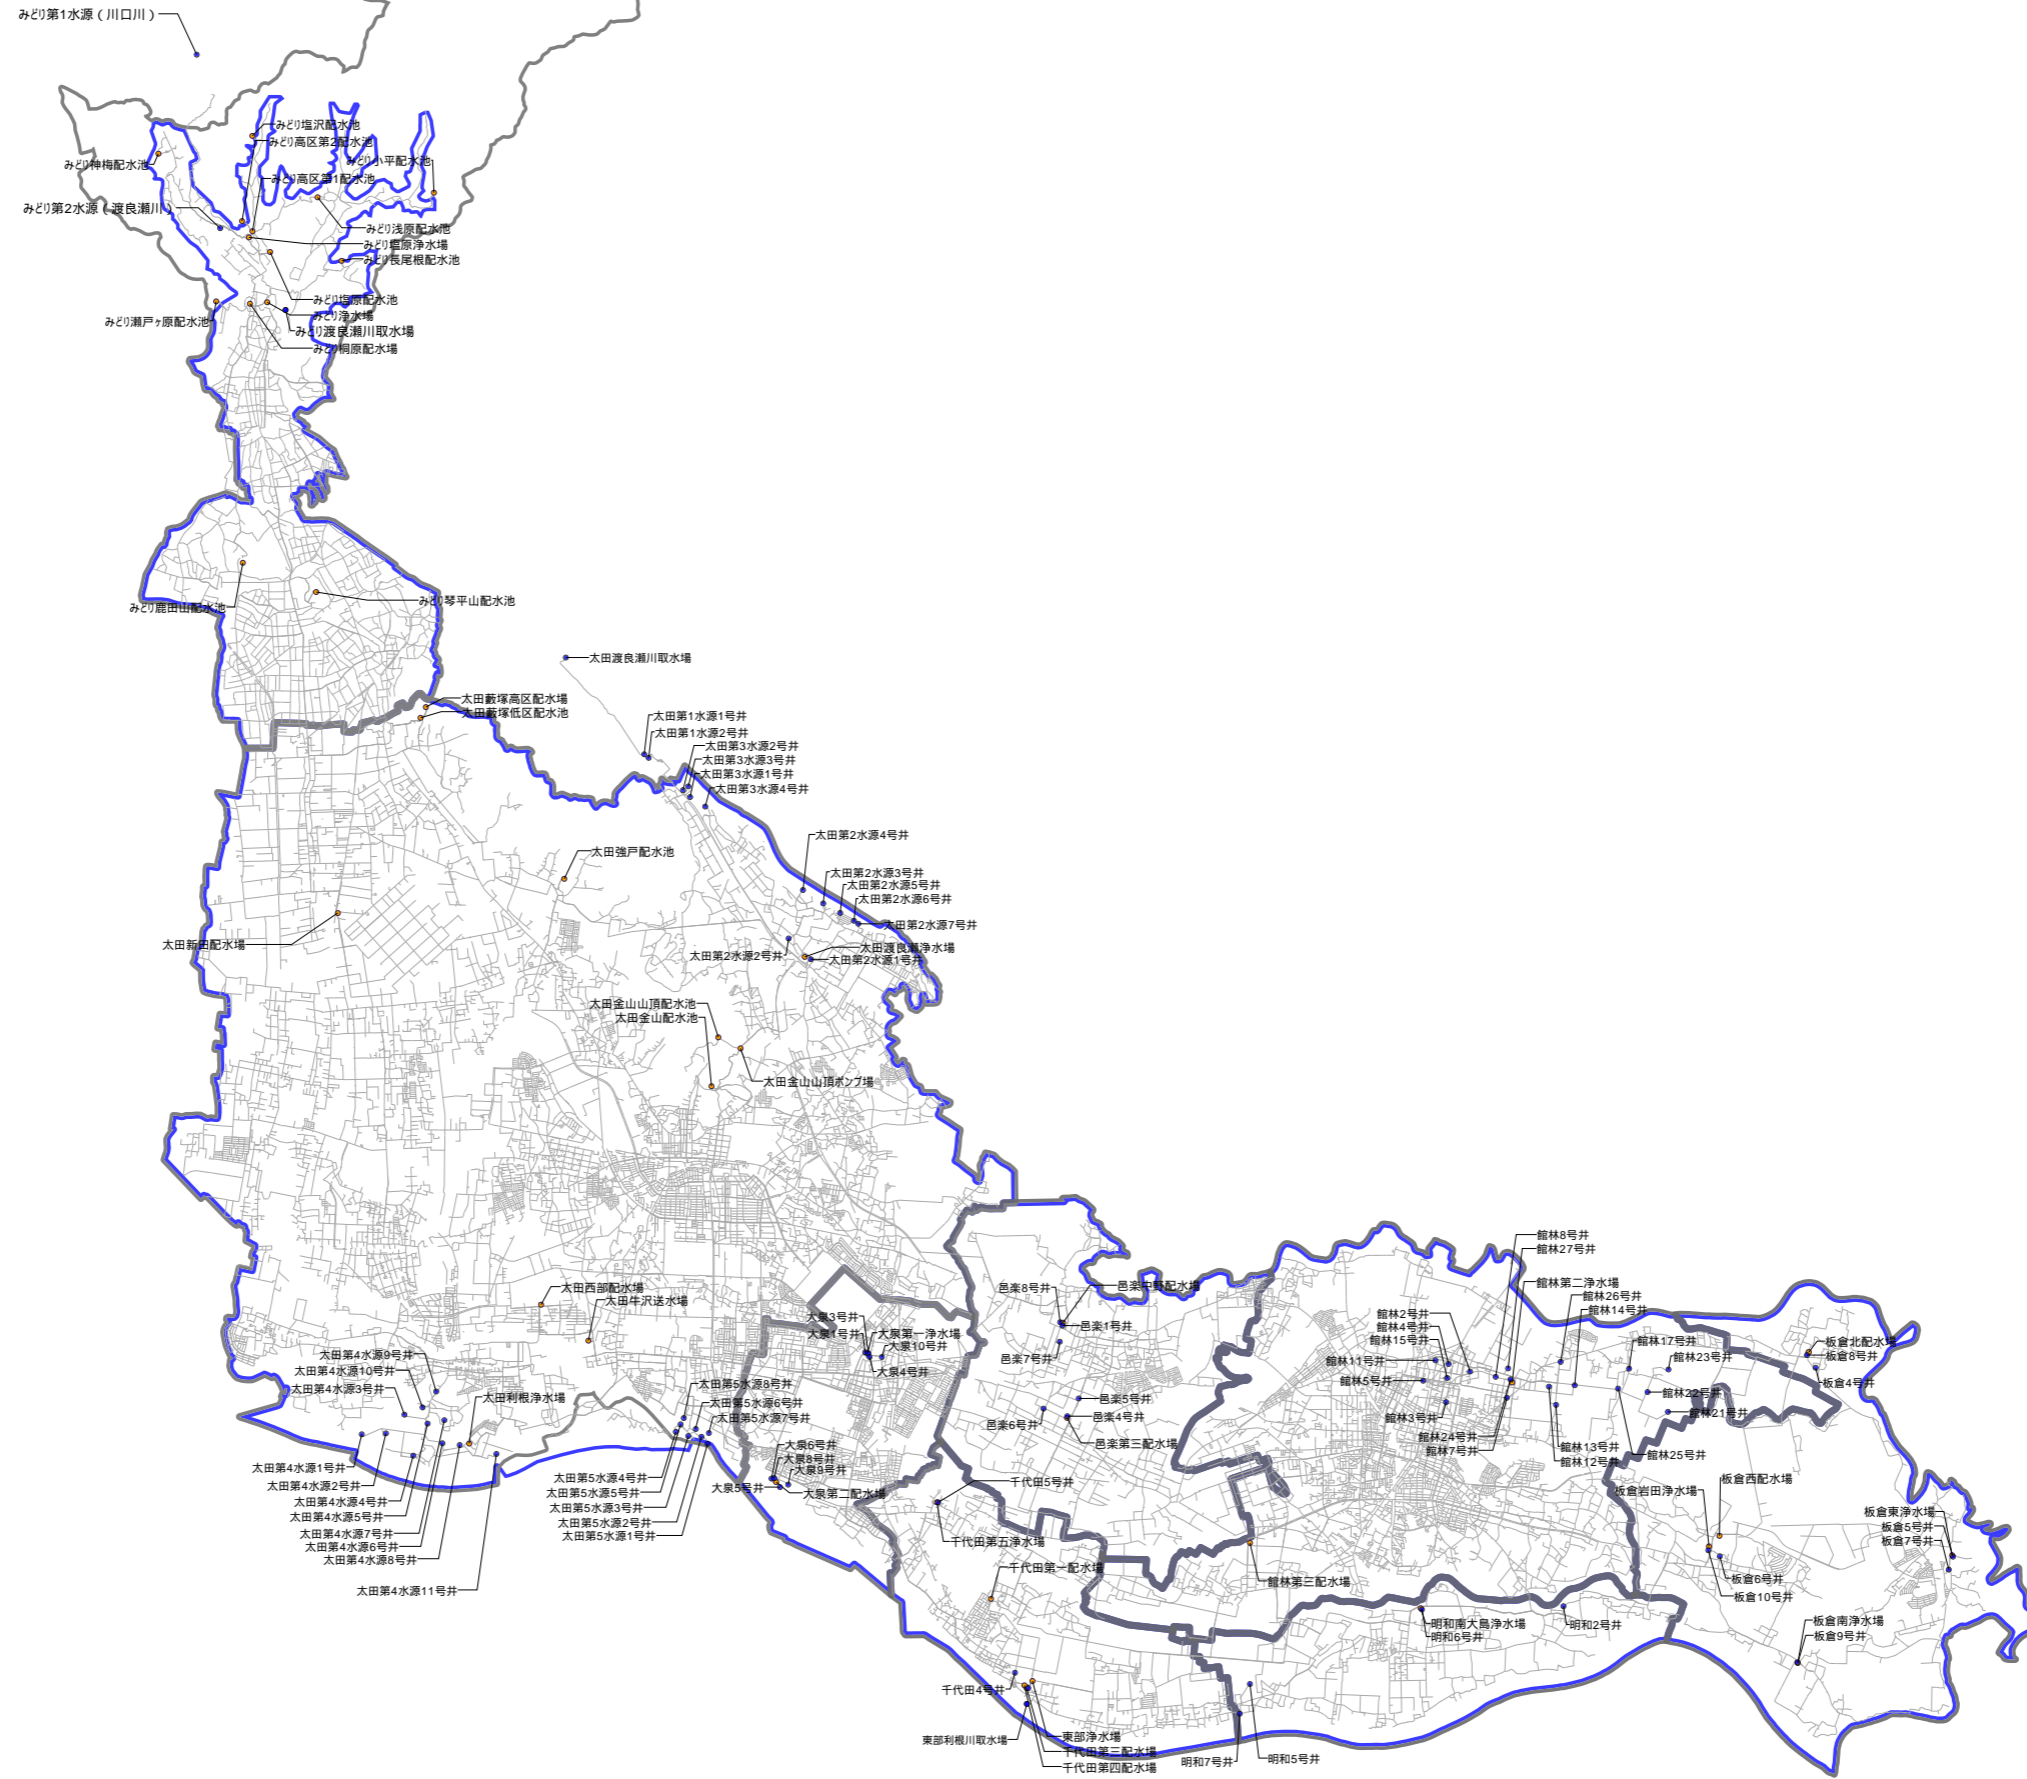 みどり第1水源（川口川）
みどり塩沢配水池
みどり高区第2配水池
みどり神梅配水池
みどり小平配水池
みどり高区第1配水池
みどり第2水源（渡良瀬川）
みどり浅原配水池
みどり塩原浄水場
みどり長尾根配水池
みどり塩原配水池
みどり浄水場
みどり瀬戸ヶ原配水池
みどり渡良瀬川取水場
みどり桐原配水場
みどり鹿田山配水池
みどり琴平山配水池
太田渡良瀬川取水場
太田藪塚高区配水場
太田藪塚低区配水池
太田第1水源1号井
太田第1水源2号井
太田第3水源2号井
太田第3水源3号井
太田第3水源1号井
太田第3水源4号井
太田第2水源4号井
太田強戸配水池
太田第2水源3号井
太田第2水源5号井
太田第2水源6号井
太田第2水源7号井
太田新田配水場
太田渡良瀬浄水場
太田第2水源2号井
太田第2水源1号井
太田金山山頂配水池
太田金山配水池
太田金山山頂ポンプ場
館林8号井
館林27号井
館林第二浄水場
館林26号井
館林14号井
太田西部配水場
太田牛沢送水場
邑楽8号井
邑楽中野配水場
邑楽1号井
邑楽7号井
大泉3号井
大泉1号井
大泉第一浄水場
大泉10号井
大泉4号井
館林2号井
館林4号井
館林15号井
館林11号井
館林5号井
館林17号井
館林23号井
板倉北配水場
板倉8号井
板倉4号井
太田第4水源9号井
太田第4水源10号井
太田第4水源3号井
太田利根浄水場
太田第5水源8号井
太田第5水源6号井
太田第5水源7号井
邑楽5号井
邑楽6号井
邑楽4号井
邑楽第三配水場
館林3号井
館林24号井
館林7号井
館林22号井
館林21号井
館林13号井
館林12号井
館林25号井
太田第4水源1号井
太田第4水源2号井
太田第4水源4号井
太田第4水源5号井
太田第4水源7号井
太田第4水源6号井
太田第4水源8号井
太田第4水源11号井
太田第5水源4号井
太田第5水源5号井
太田第5水源3号井
太田第5水源2号井
太田第5水源1号井
大泉6号井
大泉8号井
大泉9号井
大泉5号井
大泉第二配水場
千代田5号井
千代田第五浄水場
千代田第一配水場
館林第三配水場
板倉西配水場
板倉岩田浄水場
板倉東浄水場
板倉5号井
板倉7号井
板倉6号井
板倉10号井
板倉南浄水場
板倉9号井
明和南大島浄水場
明和6号井
明和2号井
千代田4号井
東部利根川取水場
東部浄水場
千代田第三配水場
千代田第四配水場
明和7号井
明和5号井